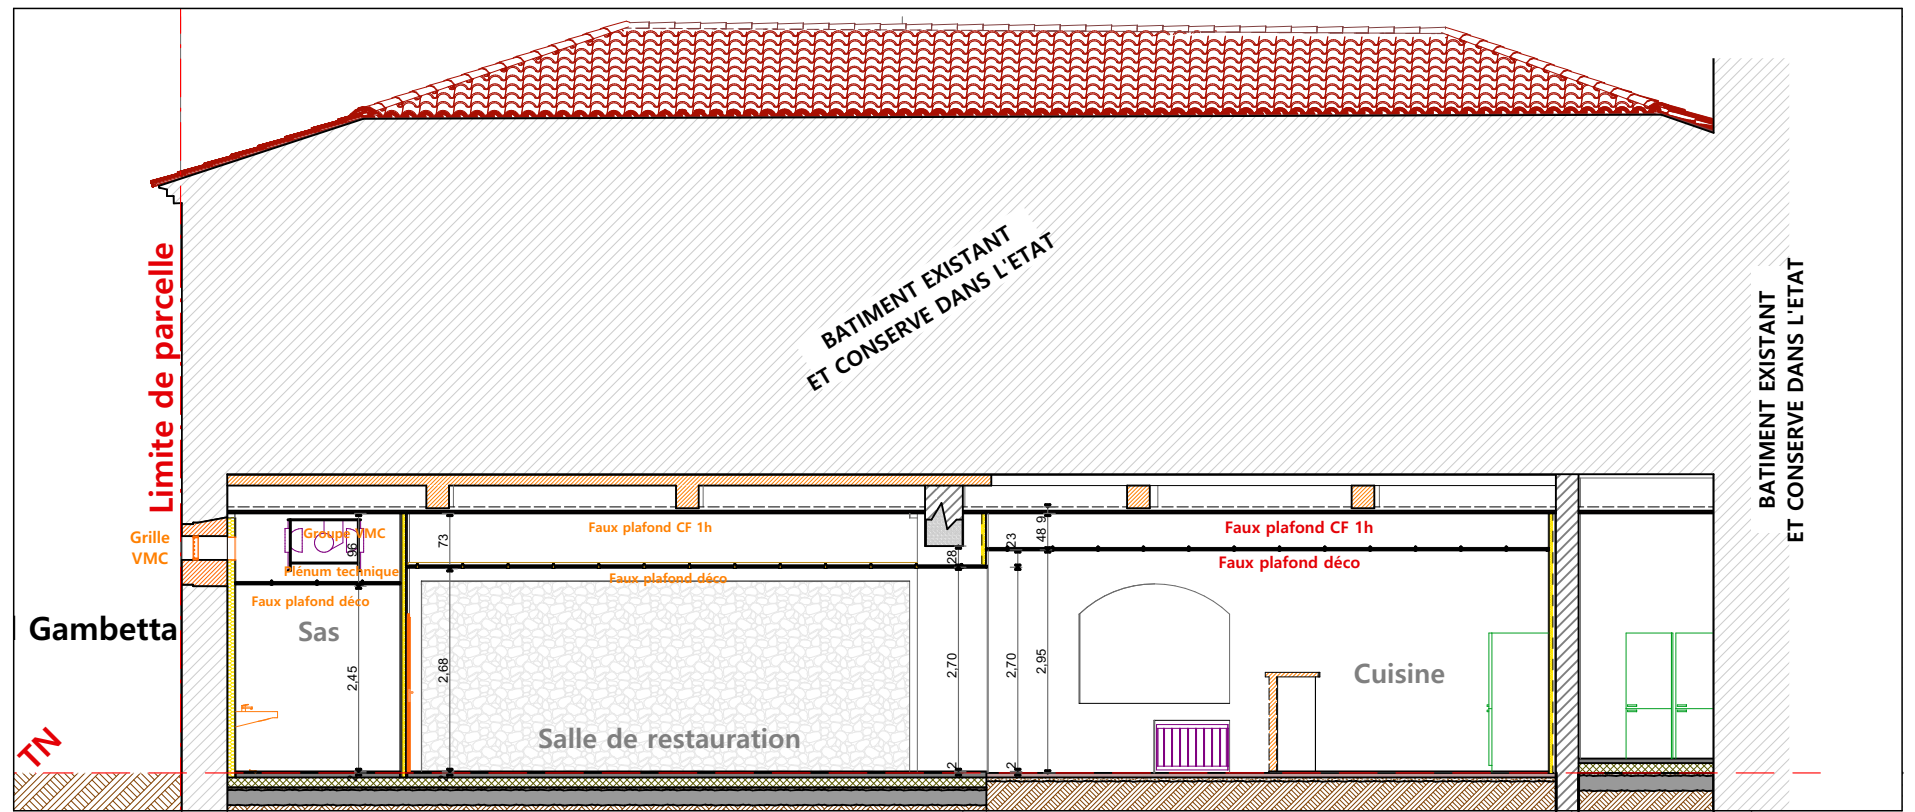 BATIMENT EXISTANT
ET CONSERVE DANS L'ETAT
BATIMENT EXISTANT
ET CONSERVE DANS L'ETAT
Limite de parcelle
Grille
VMC
Groupe VMC
96
Plénum technique
Faux plafond déco
Sas
2,45
73
Faux plafond CF 1h
Faux plafond déco
2,68
Salle de restauration
28
2,70
2
23
2,70
2
9
48
2,95
Faux plafond CF 1h
Faux plafond déco
Cuisine
Gambetta
TN